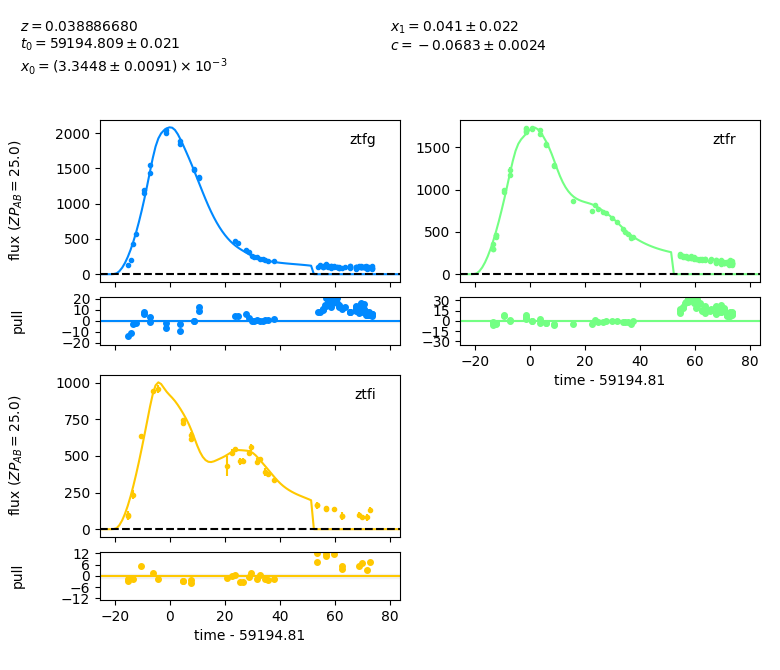 z = 0.038886680
t₀ = 59194.809 ± 0.021
x₀ = (3.3448 ± 0.0091) × 10⁻³
x₁ = 0.041 ± 0.022
c = −0.0683 ± 0.0024
flux (ZP_AB = 25.0)
2000
1500
1000
500
0
ztfg
1500
1000
500
0
ztfr
pull
20
10
0
−10
−20
30
15
0
−15
−30
−20 0 20 40 60 80
time - 59194.81
flux (ZP_AB = 25.0)
1000
750
500
250
0
ztfi
pull
12
6
0
−6
−12
−20 0 20 40 60 80
time - 59194.81